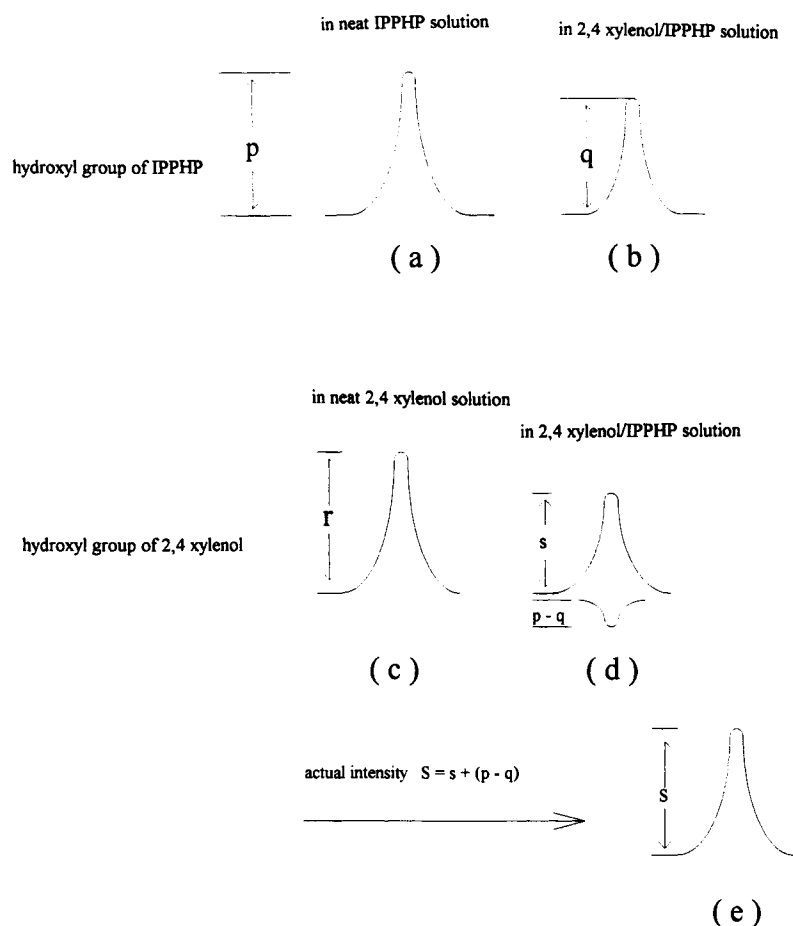 in neat IPPHP solution
in 2,4 xylenol/IPPHP solution
hydroxyl group of IPPHP
p
q
( a )
( b )
in neat 2,4 xylenol solution
in 2,4 xylenol/IPPHP solution
hydroxyl group of 2,4 xylenol
r
s
p - q
( c )
( d )
actual intensity S = s + (p - q)
s
( e )